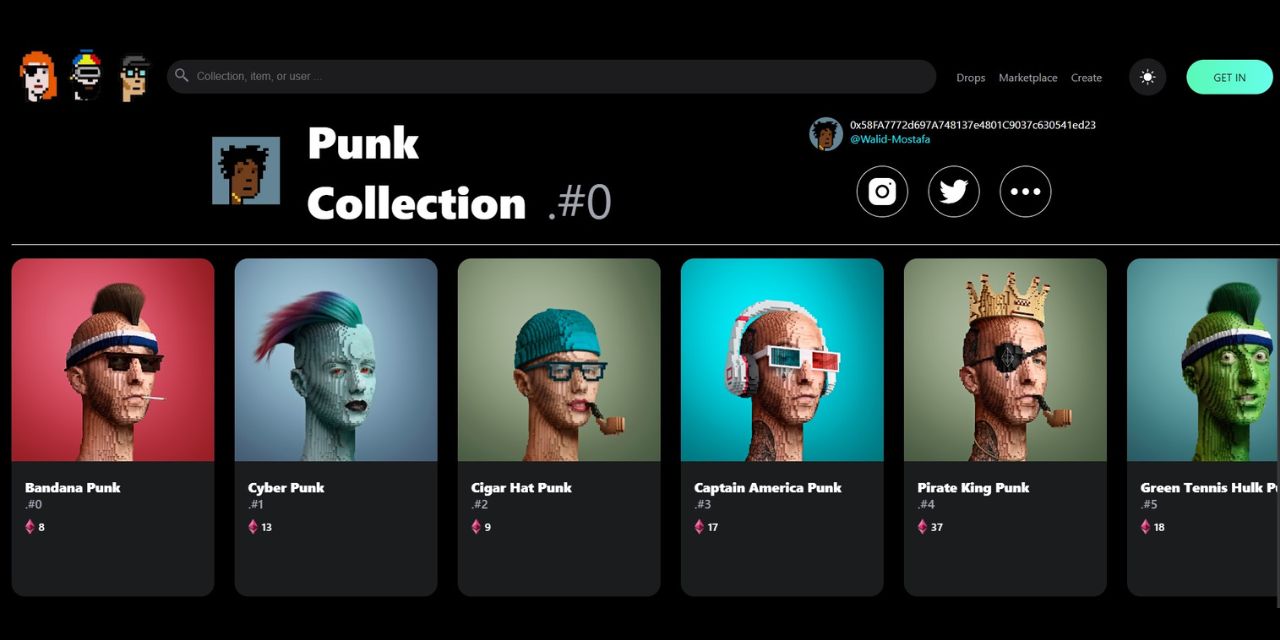 Collection, item, or user ...
Drops
Marketplace
Create
GET IN
Punk
Collection .#0
0x58FA7772d697A748137e4801C9037c630541ed23
@Walid-Mostafa
Bandana Punk
.#0
8
Cyber Punk
.#1
13
Cigar Hat Punk
.#2
9
Captain America Punk
.#3
17
Pirate King Punk
.#4
37
Green Tennis Hulk
.#5
18